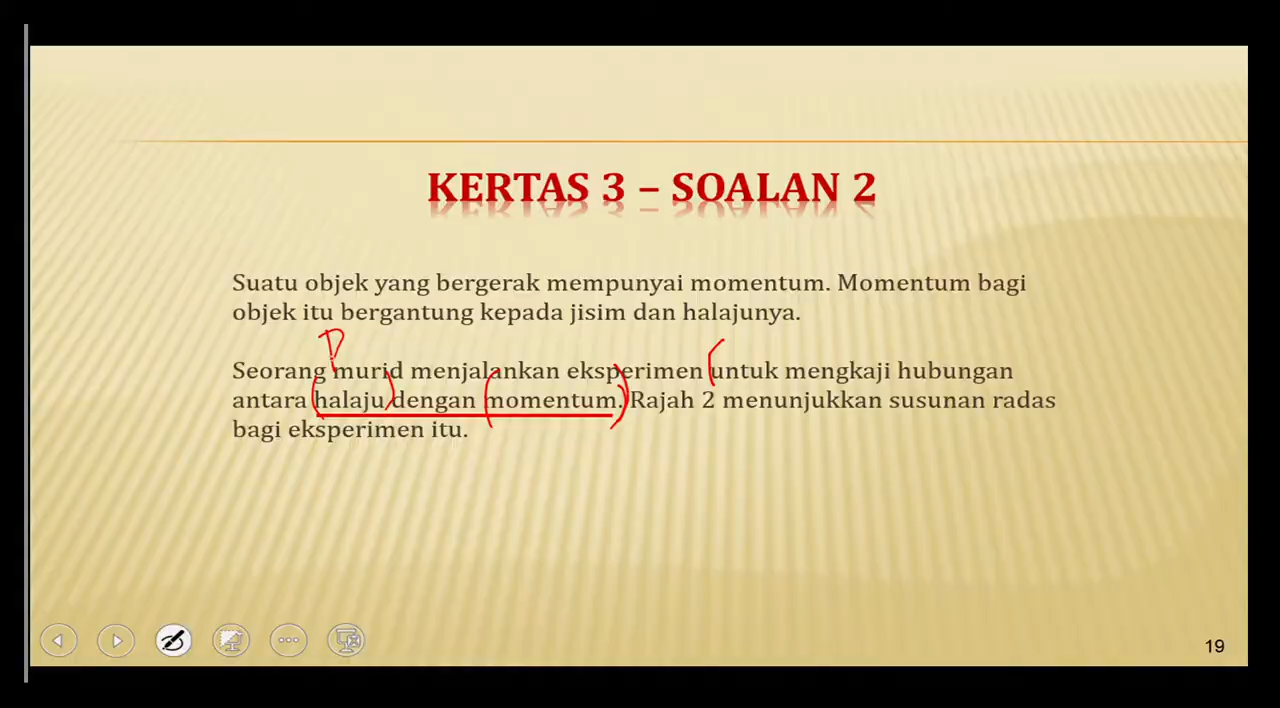 KERTAS 3 – SOALAN 2
Suatu objek yang bergerak mempunyai momentum. Momentum bagi
objek itu bergantung kepada jisim dan halajunya.
P
Seorang murid menjalankan eksperimen (untuk mengkaji hubungan
antara (halaju) dengan (momentum.) Rajah 2 menunjukkan susunan radas
bagi eksperimen itu.
19